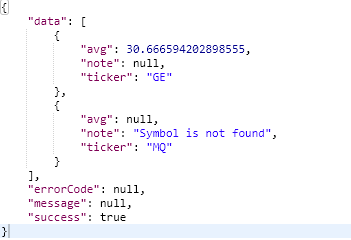 {
    "data": [
        {
            "avg": 30.666594202898555,
            "note": null,
            "ticker": "GE"
        },
        {
            "avg": null,
            "note": "Symbol is not found",
            "ticker": "MQ"
        }
    ],
    "errorCode": null,
    "message": null,
    "success": true
}